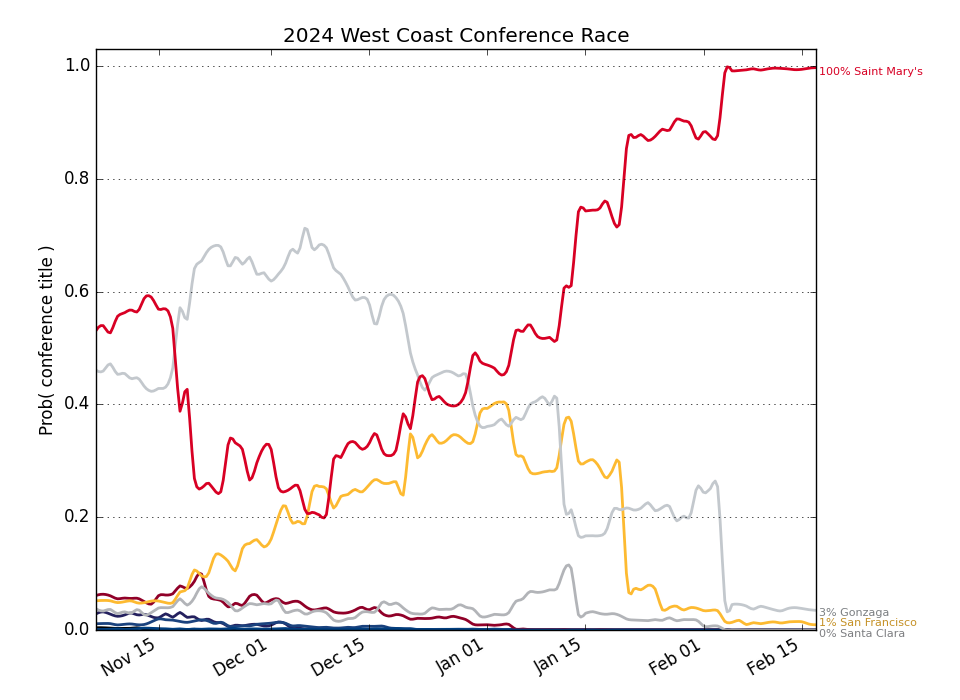 2024 West Coast Conference Race
Prob( conference title )
1.0
0.8
0.6
0.4
0.2
0.0
100% Saint Mary's
3% Gonzaga
1% San Francisco
0% Santa Clara
Nov 15
Dec 01
Dec 15
Jan 01
Jan 15
Feb 01
Feb 15